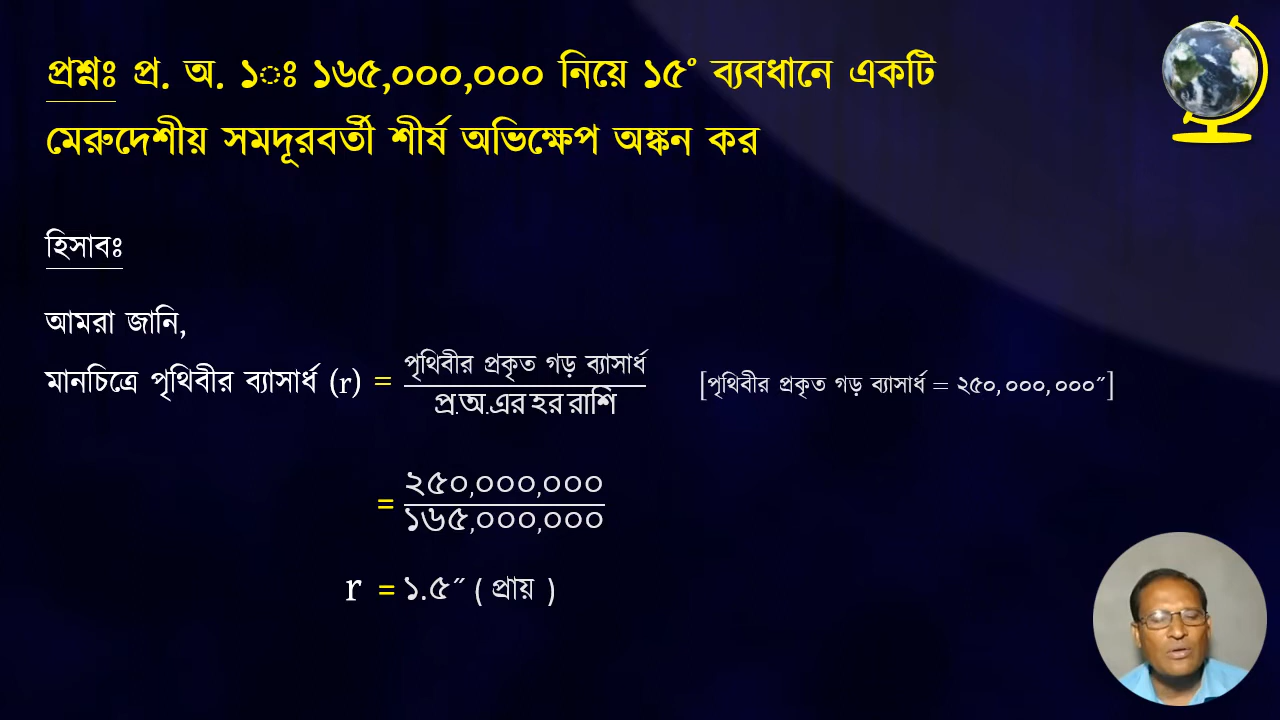 প্রশ্নঃ প্র. অ. ১ঃ ১৬৫,০০০,০০০ নিয়ে ১৫° ব্যবধানে একটি
মেরুদেশীয় সমদূরবর্তী শীর্ষ অভিক্ষেপ অঙ্কন কর
হিসাবঃ
আমরা জানি,
মানচিত্রে পৃথিবীর ব্যাসার্ধ (r) = পৃথিবীর প্রকৃত গড় ব্যাসার্ধ / প্র.অ.এর হর রাশি [পৃথিবীর প্রকৃত গড় ব্যাসার্ধ = ২৫০,০০০,০০০˝]
= ২৫০,০০০,০০০ / ১৬৫,০০০,০০০
r = ১.৫˝ ( প্রায় )